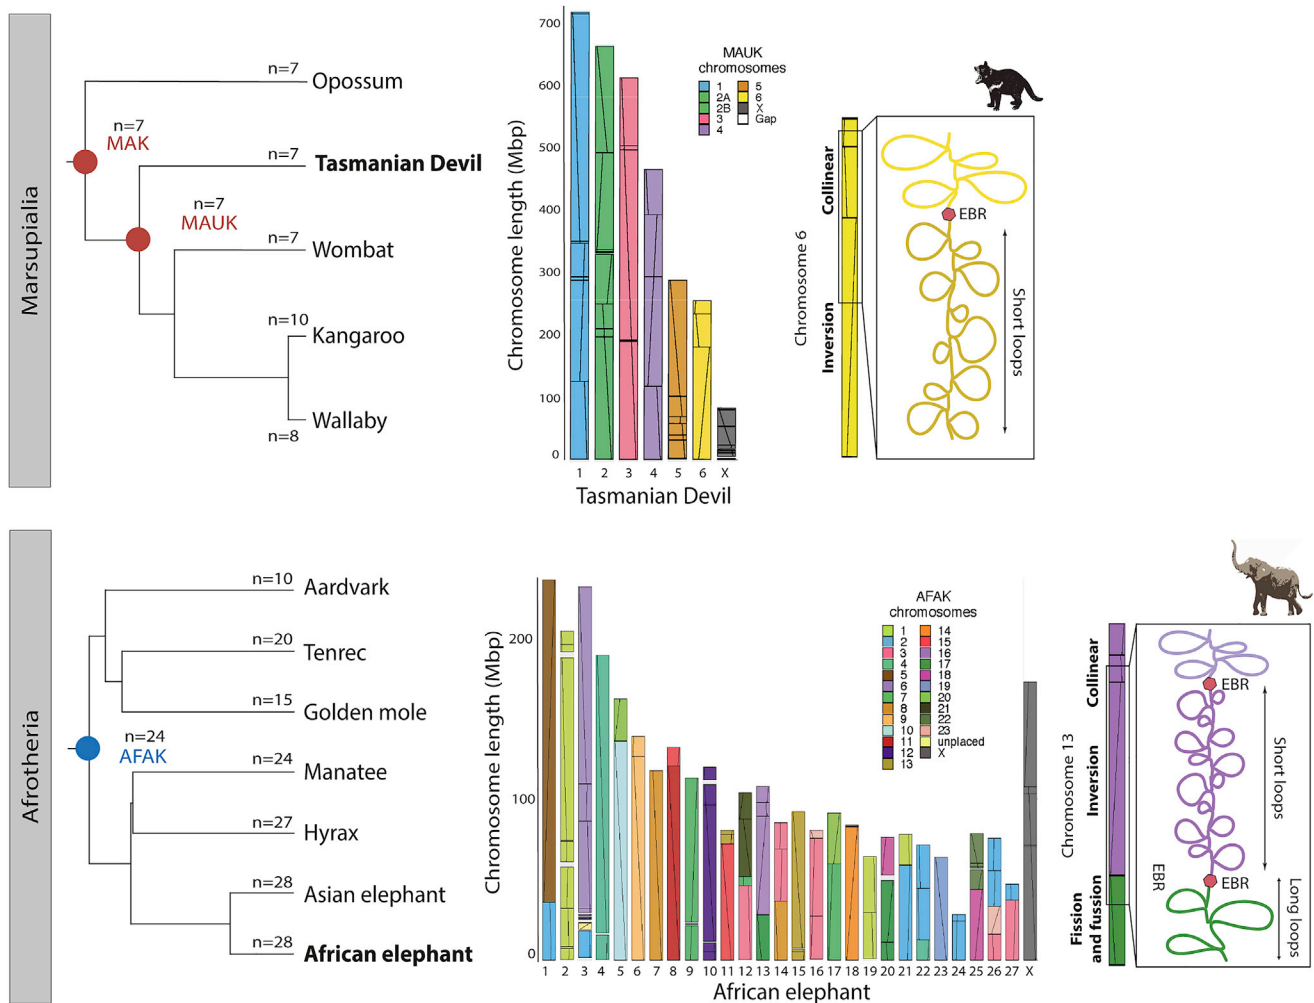 Marsupialia
n=7
Opossum
n=7
MAK
n=7
Tasmanian Devil
n=7
MAUK
n=7
Wombat
n=10
Kangaroo
Wallaby
n=8
Chromosome length (Mbp)
700
600
500
400
300
200
100
0
1 2 3 4 5 6 X
Tasmanian Devil
MAUK
chromosomes
1
2A
2B
3
4
5
6
X
Gap
Chromosome 6
Collinear
Inversion
EBR
Short loops
Afrotheria
n=10
Aardvark
n=20
Tenrec
n=15
Golden mole
n=24
AFAK
n=24
Manatee
n=27
Hyrax
n=28
Asian elephant
n=28
African elephant
Chromosome length (Mbp)
200
100
0
1 2 3 4 5 6 7 8 9 10 11 12 13 14 15 16 17 18 19 20 21 22 23 24 25 26 27 X
African elephant
AFAK
chromosomes
1
2
3
4
5
6
7
8
9
10
11
12
13
14
15
16
17
18
19
20
21
22
23
unplaced
X
Chromosome 13
Collinear
Inversion
Fission
and fussion
EBR
EBR
EBR
Short loops
Long loops